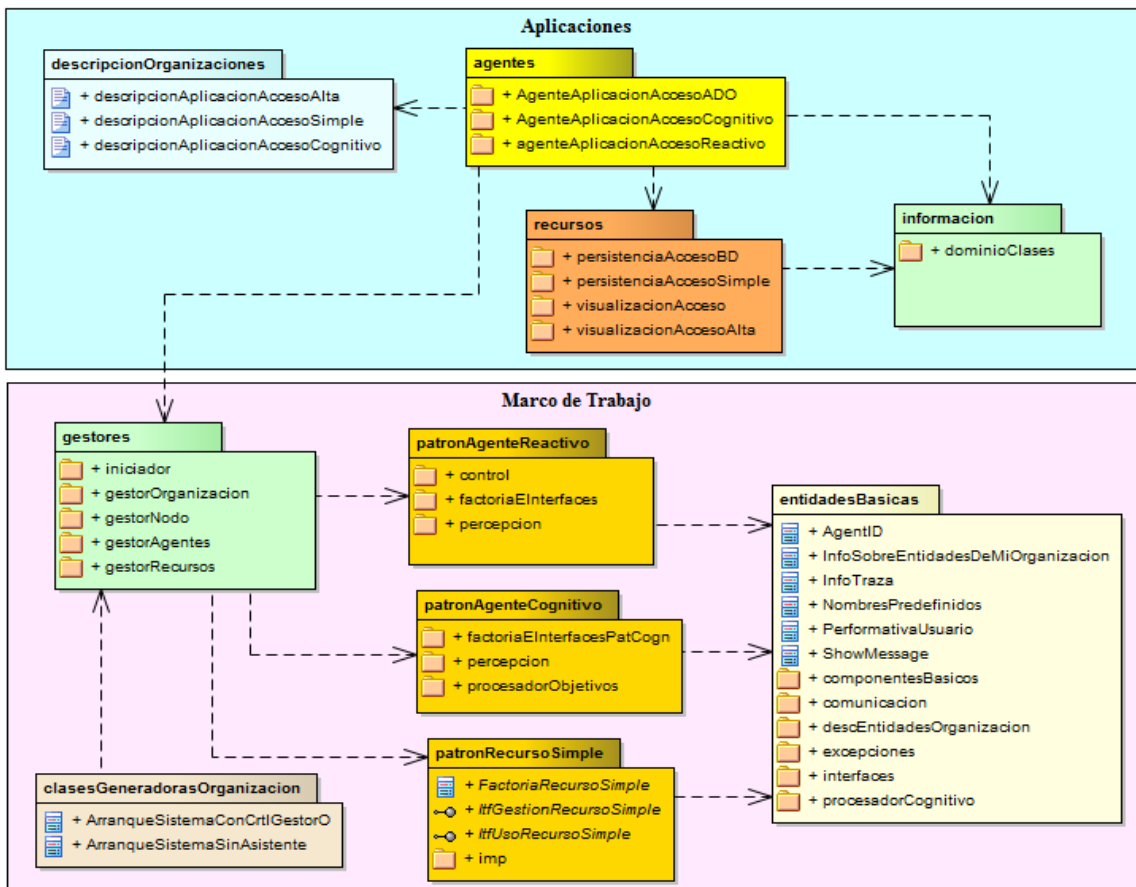 Aplicaciones
descripcionOrganizaciones
+ descripcionAplicacionAccesoAlta
+ descripcionAplicacionAccesoSimple
+ descripcionAplicacionAccesoCognitivo
agentes
+ AgenteAplicacionAccesoADO
+ AgenteAplicacionAccesoCognitivo
+ agenteAplicacionAccesoReactivo
recursos
+ persistenciaAccesoBD
+ persistenciaAccesoSimple
+ visualizacionAcceso
+ visualizacionAccesoAlta
informacion
+ dominioClases
Marco de Trabajo
gestores
+ iniciador
+ gestorOrganizacion
+ gestorNodo
+ gestorAgentes
+ gestorRecursos
patronAgenteReactivo
+ control
+ factoriaEInterfaces
+ percepcion
patronAgenteCognitivo
+ factoriaEInterfacesPatCogn
+ percepcion
+ procesadorObjetivos
entidadesBasicas
+ AgentID
+ InfoSobreEntidadesDeMiOrganizacion
+ InfoTraza
+ NombresPredefinidos
+ PerformativaUsuario
+ ShowMessage
+ componentesBasicos
+ comunicacion
+ descEntidadesOrganizacion
+ excepciones
+ interfaces
+ procesadorCognitivo
patronRecursoSimple
+ FactoriaRecursoSimple
+ ItfGestionRecursoSimple
+ ItfUsoRecursoSimple
+ imp
clasesGeneradorasOrganizacion
+ ArranqueSistemaConCrtlGestorO
+ ArranqueSistemaSinAsistente